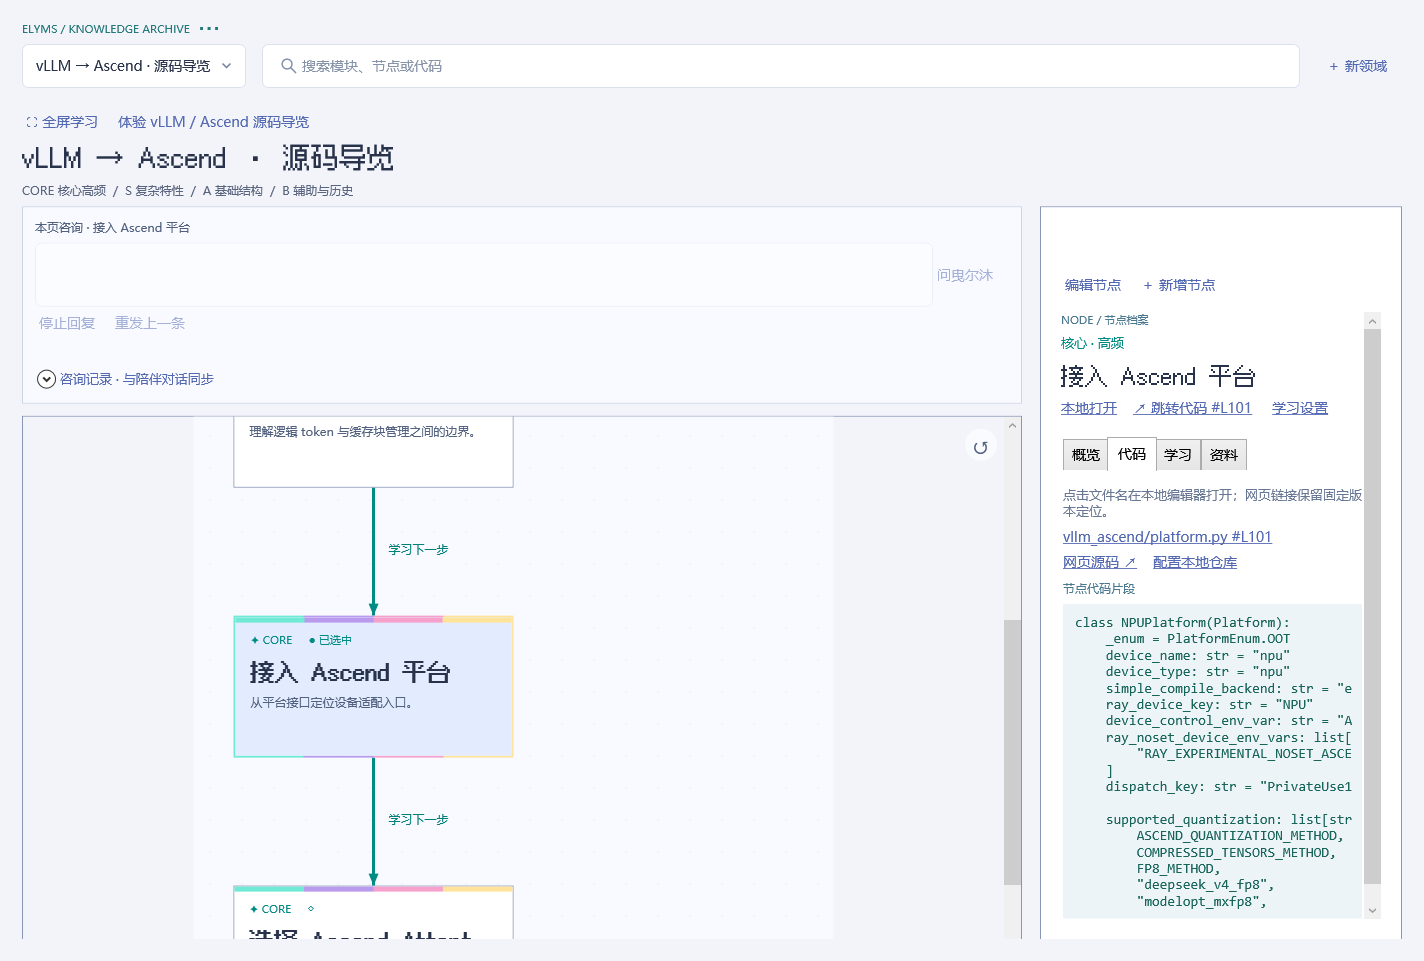 ELYMS / KNOWLEDGE ARCHIVE
vLLM → Ascend · 源码导览
搜索模块、节点或代码
+ 新领域
全屏学习 体验 vLLM / Ascend 源码导览
vLLM → Ascend · 源码导览
CORE 核心高频 / S 复杂特性 / A 基础结构 / B 辅助与历史
本页咨询 · 接入 Ascend 平台
问曳尔沐
停止回复 重发上一条
咨询记录 · 与陪伴对话同步
理解逻辑 token 与缓存块管理之间的边界。
学习下一步
✦ CORE ● 已选中
接入 Ascend 平台
从平台接口定位设备适配入口。
学习下一步
✦ CORE ⋄
选择 Ascend Attent
编辑节点 + 新增节点
NODE / 节点档案
核心 · 高频
接入 Ascend 平台
本地打开 ↗ 跳转代码 #L101 学习设置
概览 代码 学习 资料
点击文件名在本地编辑器打开；网页链接保留固定版
本定位。
vllm_ascend/platform.py #L101
网页源码 ↗ 配置本地仓库
节点代码片段
class NPUPlatform(Platform):
    _enum = PlatformEnum.OOT
    device_name: str = "npu"
    device_type: str = "npu"
    simple_compile_backend: str = "e
    ray_device_key: str = "NPU"
    device_control_env_var: str = "A
    ray_noset_device_env_vars: list[
        "RAY_EXPERIMENTAL_NOSET_ASCE
    ]
    dispatch_key: str = "PrivateUse1
    supported_quantization: list[str
        ASCEND_QUANTIZATION_METHOD,
        COMPRESSED_TENSORS_METHOD,
        FP8_METHOD,
        "deepseek_v4_fp8",
        "modelopt_mxfp8",